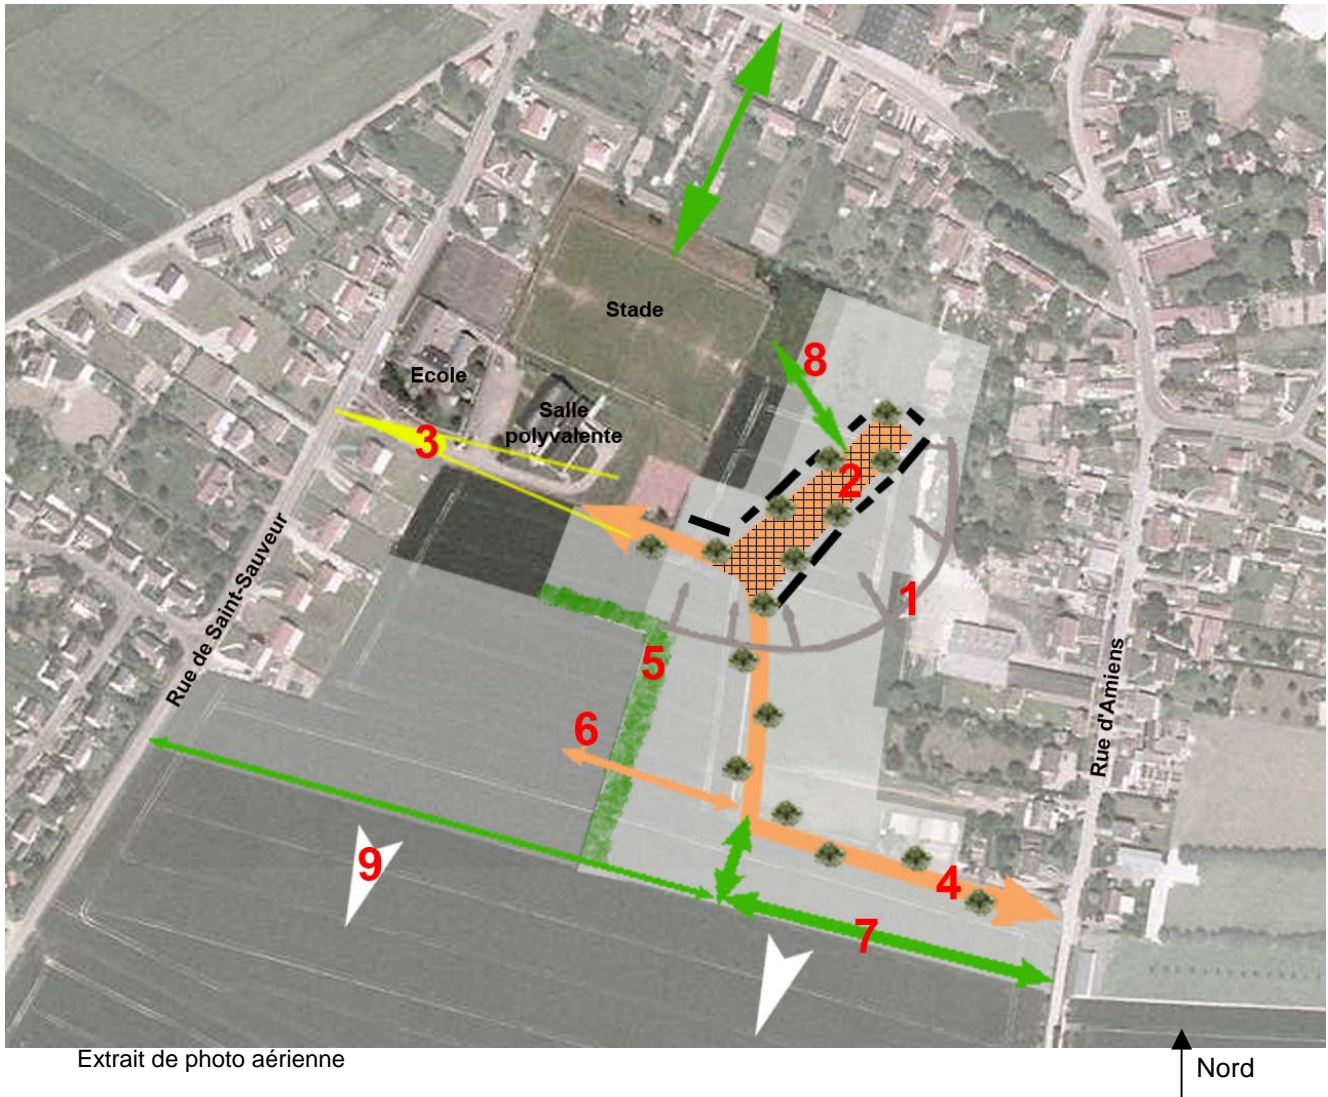 Stade
8
Ecole
Salle
polyvalente
3
2
1
Rue de Saint-Sauveur
5
Rue d'Amiens
6
9
4
7
Extrait de photo aérienne
Nord